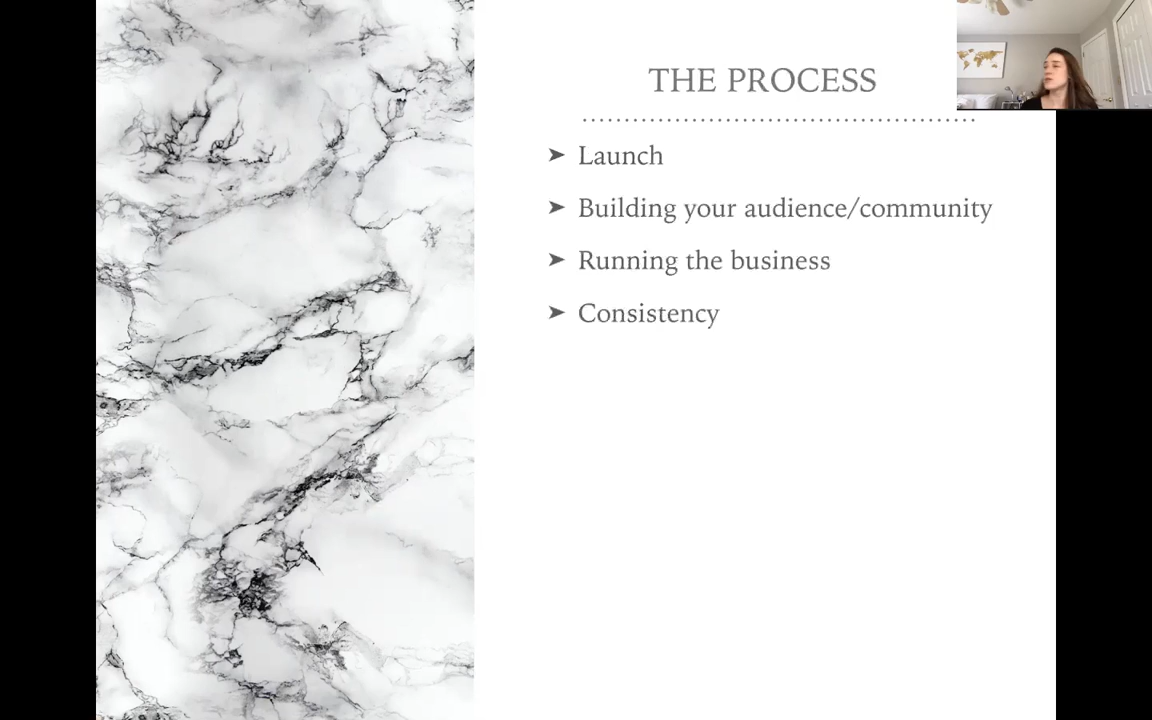 THE PROCESS
➤ Launch
➤ Building your audience/community
➤ Running the business
➤ Consistency